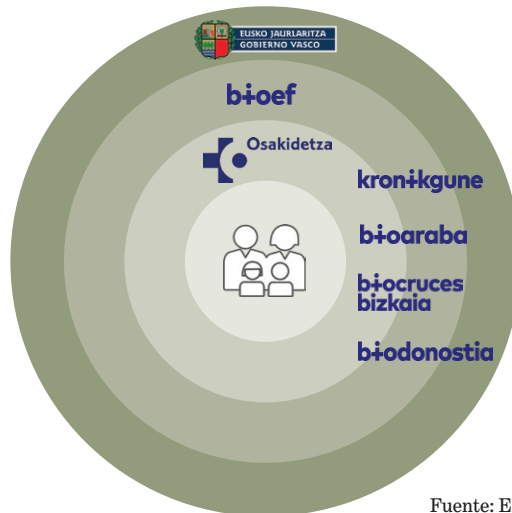 EUSKO JAURLARITZA
GOBIERNO VASCO
bioef
Osakidetza
kronikgune
bioaraba
biocruces
bizkaia
biodonostia
Fuente: E